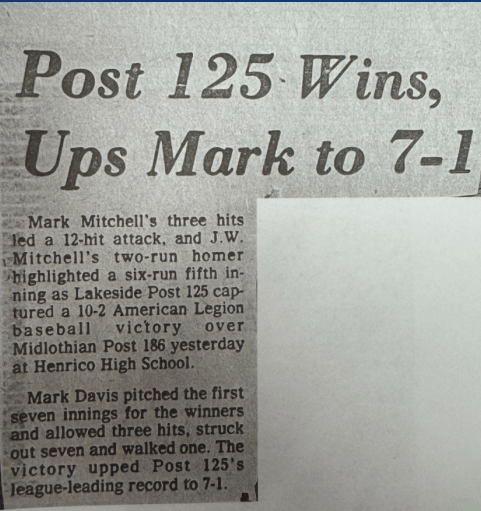 Post 125 Wins,
Ups Mark to 7-1
Mark Mitchell's three hits
led a 12-hit attack, and J.W.
Mitchell's two-run homer
highlighted a six-run fifth in-
ning as Lakeside Post 125 cap-
tured a 10-2 American Legion
baseball victory over
Midlothian Post 186 yesterday
at Henrico High School.
Mark Davis pitched the first
seven innings for the winners
and allowed three hits, struck
out seven and walked one. The
victory upped Post 125's
league-leading record to 7-1.